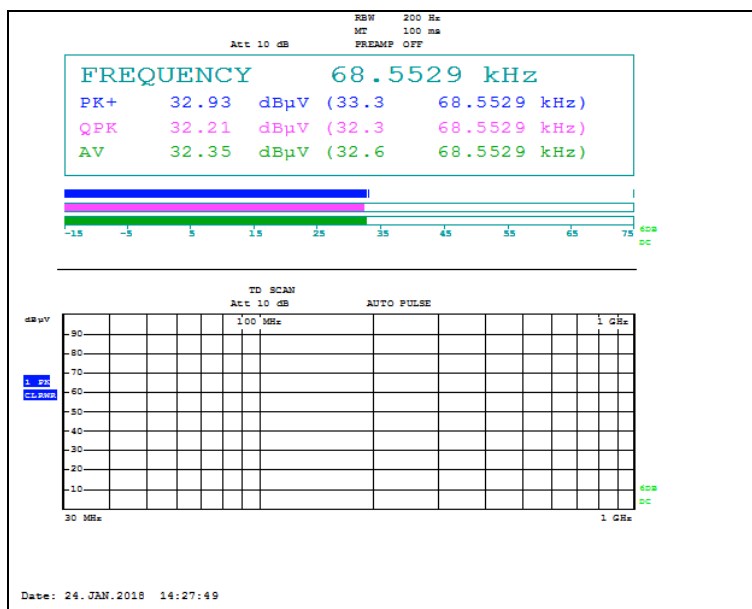 RBW 200 Hz
MT 100 ms
Att 10 dB PREAMP OFF
FREQUENCY 68.5529 kHz
PK+ 32.93 dBµV (33.3 68.5529 kHz)
QPK 32.21 dBµV (32.3 68.5529 kHz)
AV 32.35 dBµV (32.6 68.5529 kHz)
-15 -5 5 15 25 35 45 55 65 75
6DB
DC
TD SCAN
Att 10 dB AUTO PULSE
dBµV
100 MHz 1 GHz
90
80
70
1 PK
60
CLRWR
50
40
30
20
10
6DB
DC
30 MHz 1 GHz
Date: 24.JAN.2018 14:27:49